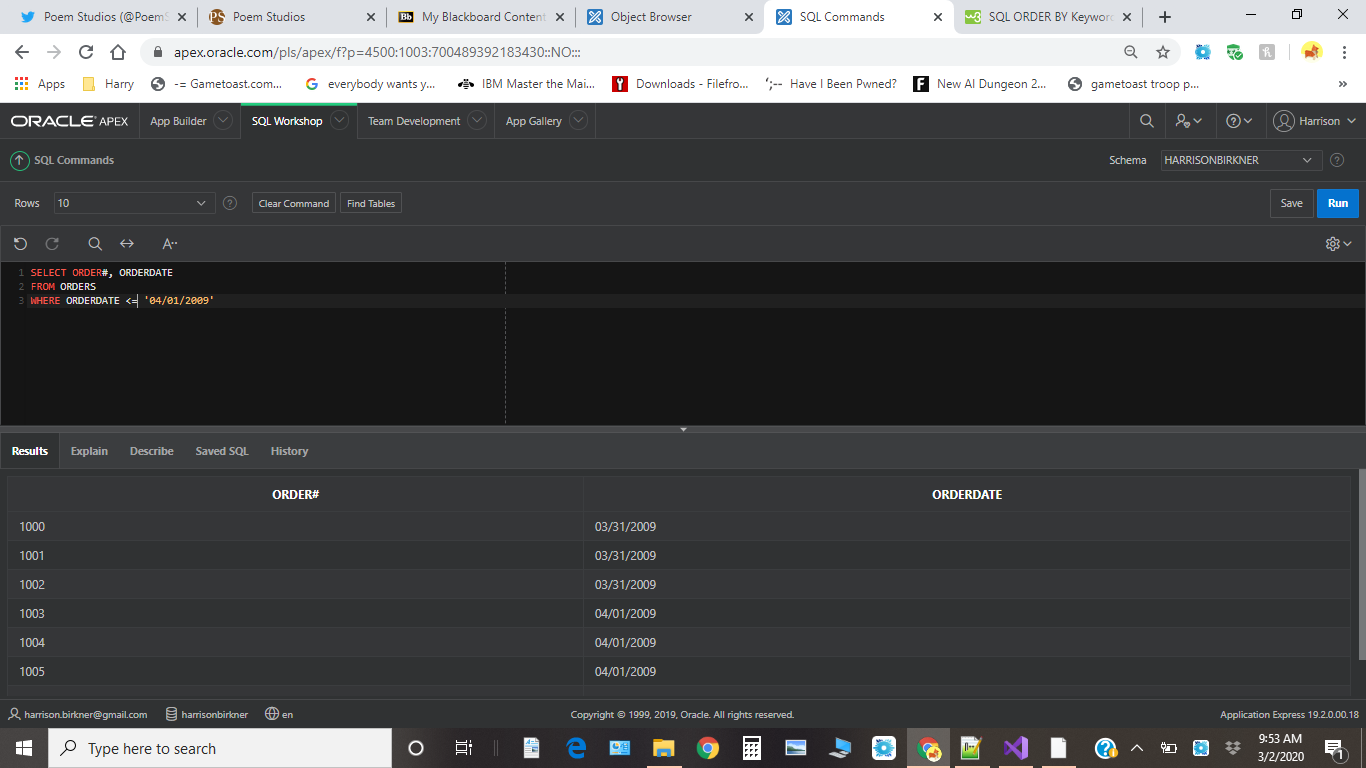 Poem Studios (@PoemS
Poem Studios
My Blackboard Content
Object Browser
SQL Commands
SQL ORDER BY Keyword
apex.oracle.com/pls/apex/f?p=4500:1003:700489392183430::NO:::
Apps
Harry
-= Gametoast.com...
everybody wants y...
IBM Master the Mai...
Downloads - Filefro...
Have I Been Pwned?
New AI Dungeon 2...
gametoast troop p...
»
ORACLE APEX
App Builder
SQL Workshop
Team Development
App Gallery
Harrison
SQL Commands
Schema
HARRISONBIRKNER
Rows
10
Clear Command
Find Tables
Save
Run
1 SELECT ORDER#, ORDERDATE
2 FROM ORDERS
3 WHERE ORDERDATE <= '04/01/2009'
Results
Explain
Describe
Saved SQL
History
ORDER# ORDERDATE
1000 03/31/2009
1001 03/31/2009
1002 03/31/2009
1003 04/01/2009
1004 04/01/2009
1005 04/01/2009
harrison.birkner@gmail.com
harrisonbirkner
en
Copyright © 1999, 2019, Oracle. All rights reserved.
Application Express 19.2.0.00.18
Type here to search
9:53 AM
3/2/2020
1